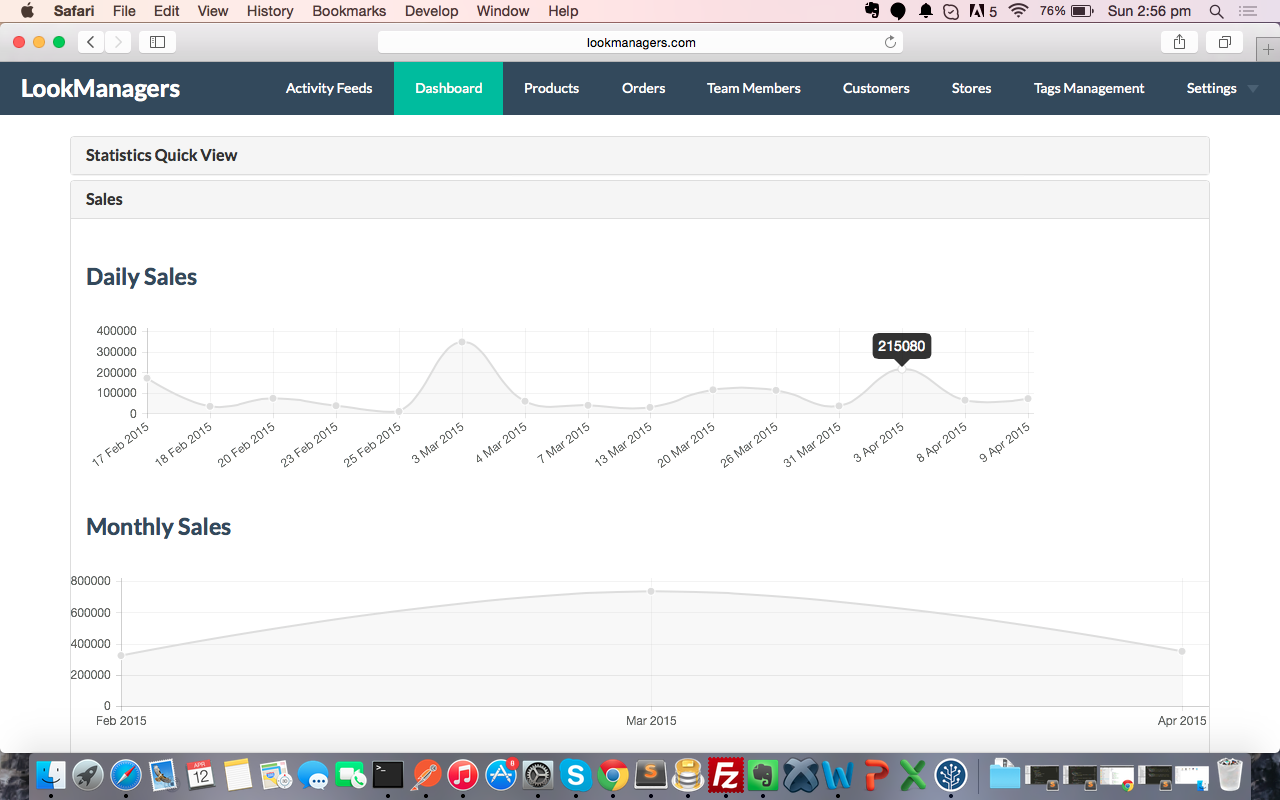 Safari File Edit View History Bookmarks Develop Window Help 5 76% Sun 2:56 pm
lookmanagers.com
LookManagers Activity Feeds Dashboard Products Orders Team Members Customers Stores Tags Management Settings
Statistics Quick View
Sales
Daily Sales
400000
300000
200000
100000
0
215080
17 Feb 2015 18 Feb 2015 20 Feb 2015 23 Feb 2015 25 Feb 2015 3 Mar 2015 4 Mar 2015 7 Mar 2015 13 Mar 2015 20 Mar 2015 26 Mar 2015 31 Mar 2015 3 Apr 2015 8 Apr 2015 9 Apr 2015
Monthly Sales
800000
600000
400000
200000
0
Feb 2015 Mar 2015 Apr 2015
APR
12
8